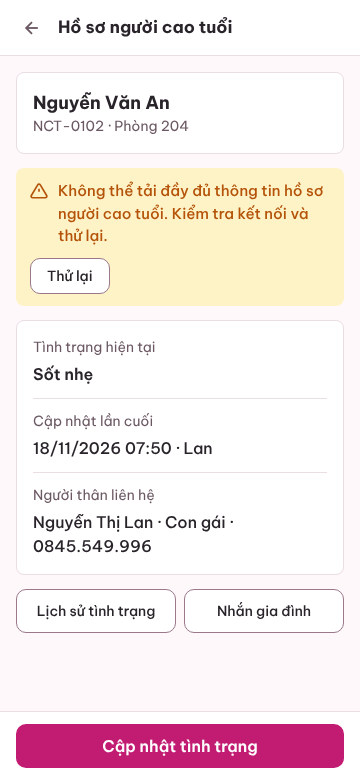 Hồ sơ người cao tuổi
Nguyễn Văn An
NCT-0102 · Phòng 204
Không thể tải đầy đủ thông tin hồ sơ
người cao tuổi. Kiểm tra kết nối và
thử lại.
Thử lại
Tình trạng hiện tại
Sốt nhẹ
Cập nhật lần cuối
18/11/2026 07:50 · Lan
Người thân liên hệ
Nguyễn Thị Lan · Con gái ·
0845.549.996
Lịch sử tình trạng
Nhắn gia đình
Cập nhật tình trạng